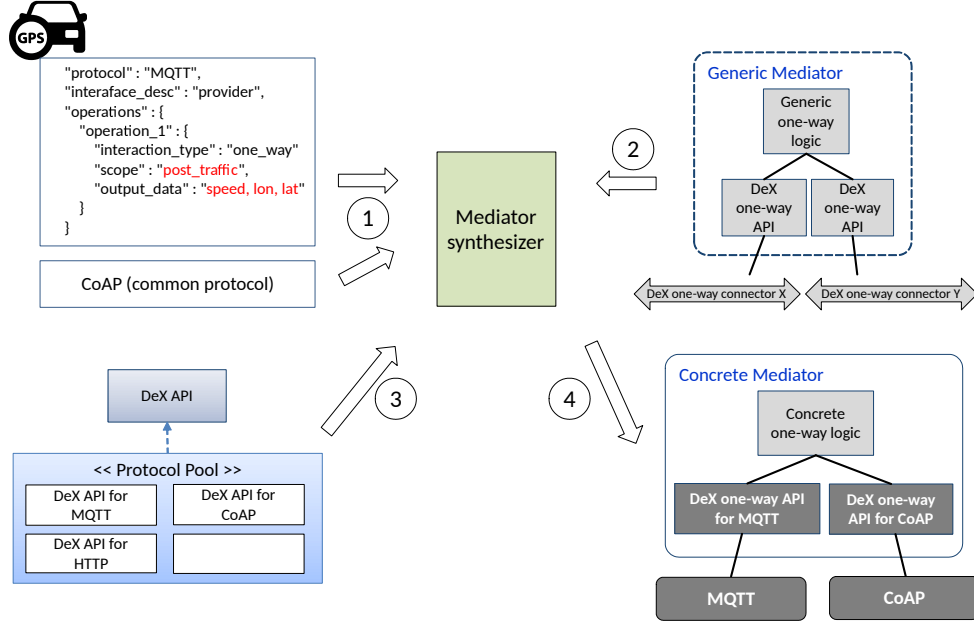 GPS
"protocol" : "MQTT",
"interaface_desc" : "provider",
"operations" : {
"operation_1" : {
"interaction_type" : "one_way"
"scope" : "post_traffic",
"output_data" : "speed, lon, lat"
}
}
CoAP (common protocol)
1
Mediator
synthesizer
2
Generic Mediator
Generic
one-way
logic
DeX
one-way
API
DeX
one-way
API
DeX one-way connector X
DeX one-way connector Y
DeX API
<< Protocol Pool >>
DeX API for
MQTT
DeX API for
CoAP
DeX API for
HTTP
3
4
Concrete Mediator
Concrete
one-way logic
DeX one-way API
for MQTT
DeX one-way
API for CoAP
MQTT
CoAP